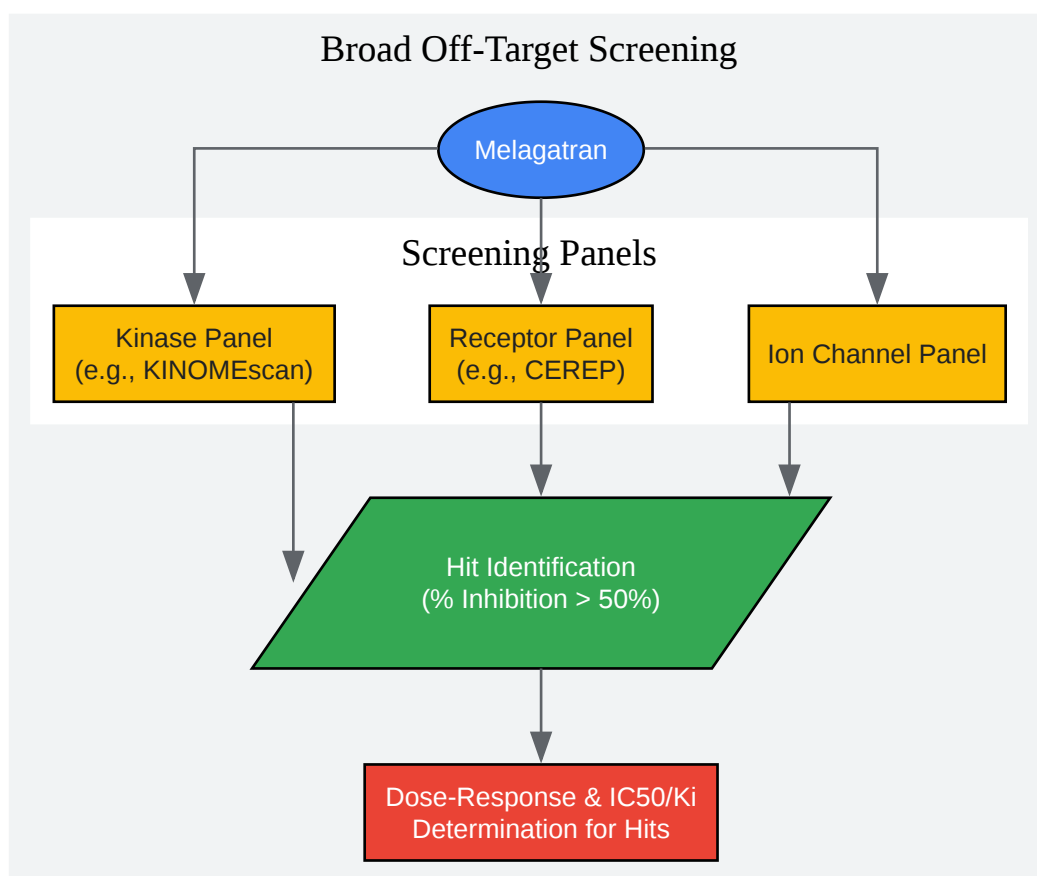 Broad Off-Target Screening
Melagatran
Screening Panels
Kinase Panel
(e.g., KINOMEscan)
Receptor Panel
(e.g., CEREP)
Ion Channel Panel
Hit Identification
(% Inhibition > 50%)
Dose-Response & IC50/Ki
Determination for Hits